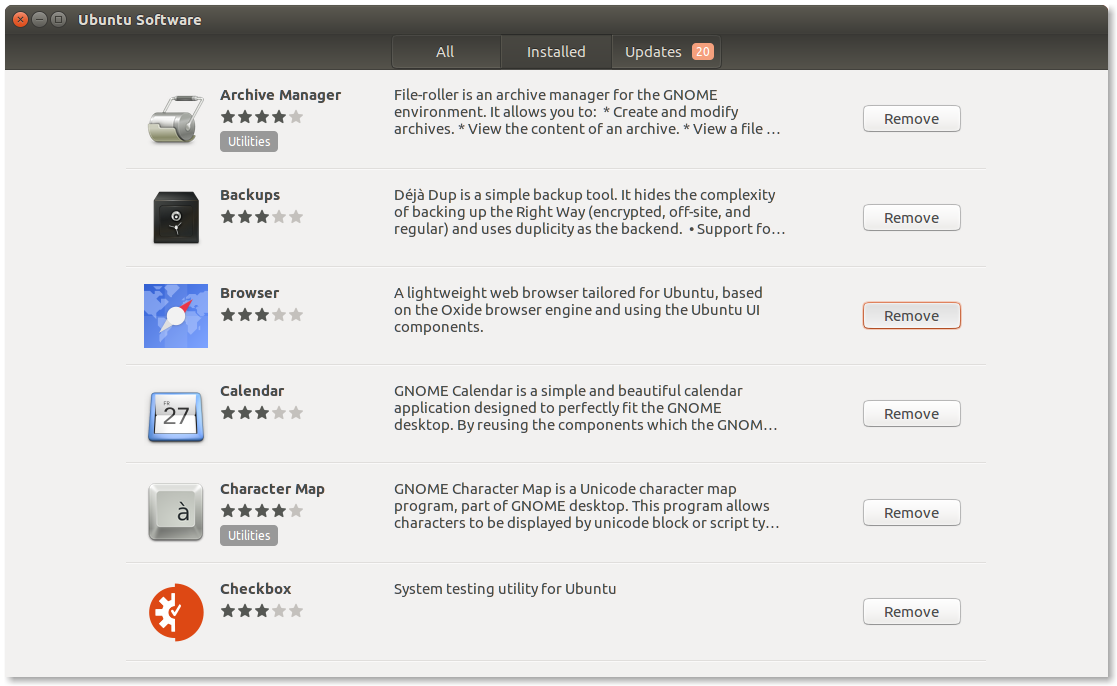 Ubuntu Software
All Installed Updates 20
Archive Manager
Utilities
File-roller is an archive manager for the GNOME
environment. It allows you to:  * Create and modify
archives. * View the content of an archive. * View a file ...
Remove
Backups
Déjà Dup is a simple backup tool. It hides the complexity
of backing up the Right Way (encrypted, off-site, and
regular) and uses duplicity as the backend.  • Support fo...
Remove
Browser
A lightweight web browser tailored for Ubuntu, based
on the Oxide browser engine and using the Ubuntu UI
components.
Remove
FR
27
Calendar
GNOME Calendar is a simple and beautiful calendar
application designed to perfectly fit the GNOME
desktop. By reusing the components which the GNOM...
Remove
à
Character Map
Utilities
GNOME Character Map is a Unicode character map
program, part of GNOME desktop. This program allows
characters to be displayed by unicode block or script ty...
Remove
Checkbox
System testing utility for Ubuntu
Remove